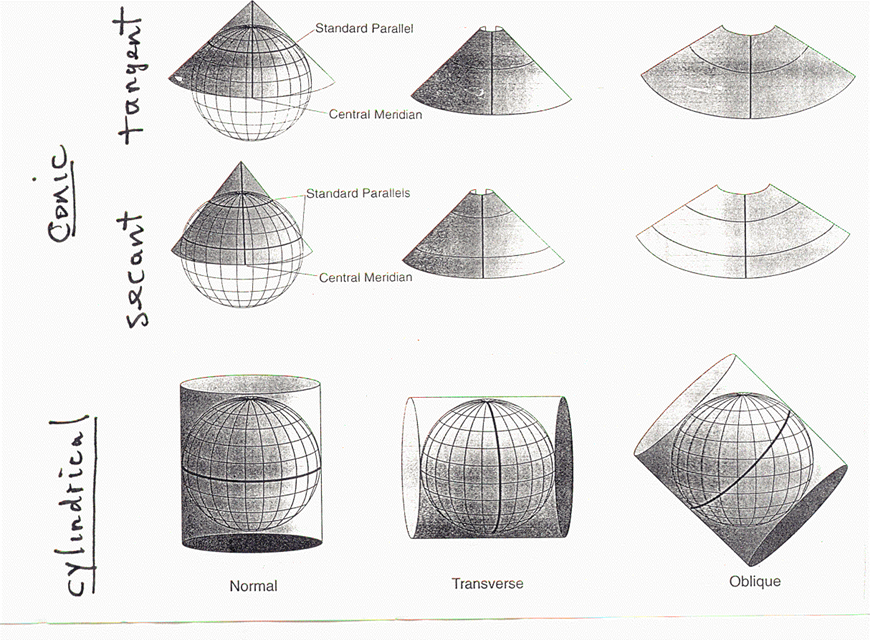 Conic
tangent
Standard Parallel
Central Meridian
secant
Standard Parallels
Central Meridian
cylindrical
Normal
Transverse
Oblique